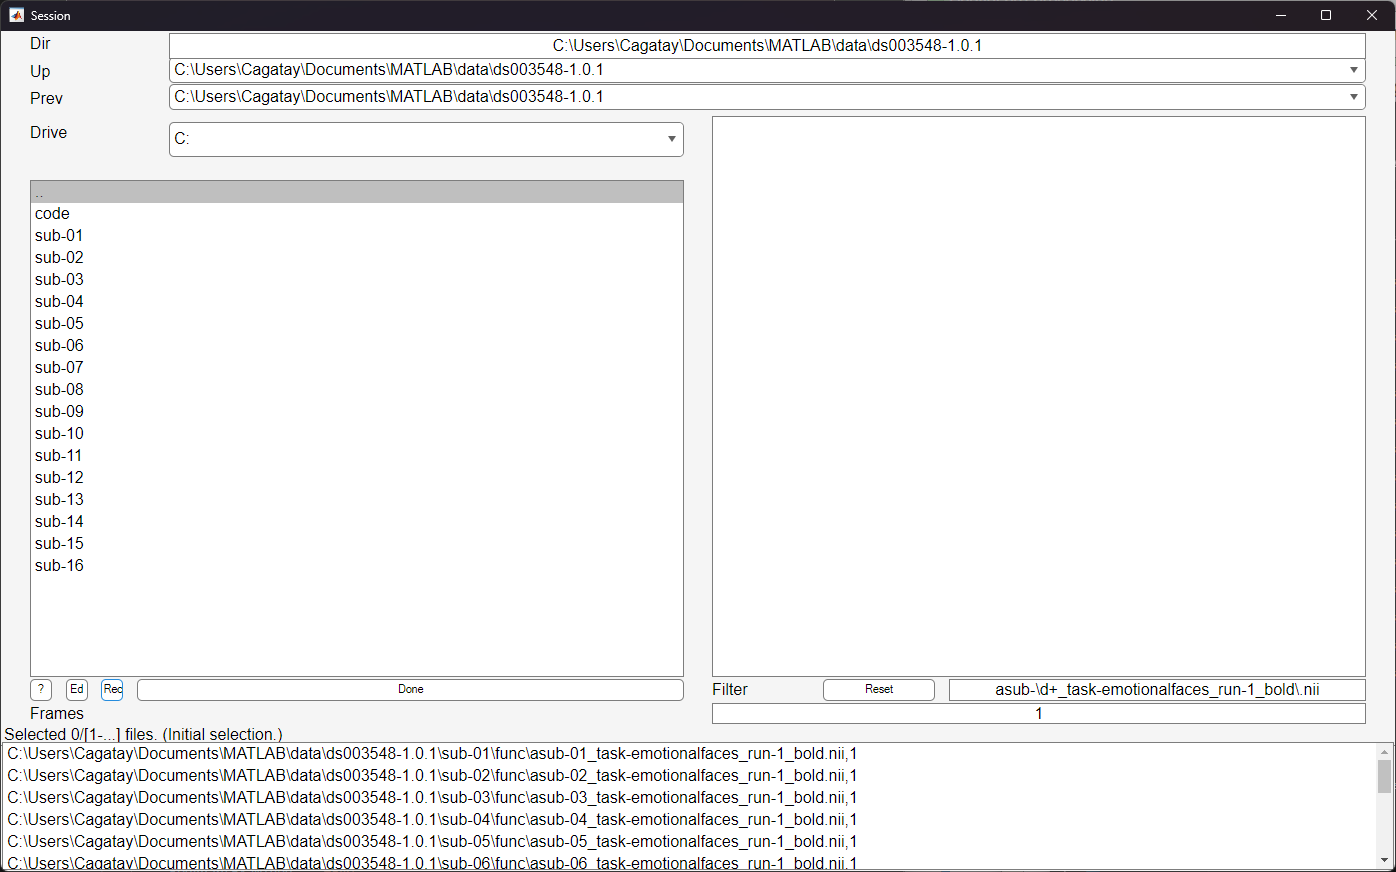 Session
Dir
C:\Users\Cagatay\Documents\MATLAB\data\ds003548-1.0.1
Up
C:\Users\Cagatay\Documents\MATLAB\data\ds003548-1.0.1
Prev
C:\Users\Cagatay\Documents\MATLAB\data\ds003548-1.0.1
Drive
C:
..
code
sub-01
sub-02
sub-03
sub-04
sub-05
sub-06
sub-07
sub-08
sub-09
sub-10
sub-11
sub-12
sub-13
sub-14
sub-15
sub-16
? Ed Rec Done
Filter Reset asub-\d+_task-emotionalfaces_run-1_bold\.nii
Frames 1
Selected 0/[1-...] files. (Initial selection.)
C:\Users\Cagatay\Documents\MATLAB\data\ds003548-1.0.1\sub-01\func\asub-01_task-emotionalfaces_run-1_bold.nii,1
C:\Users\Cagatay\Documents\MATLAB\data\ds003548-1.0.1\sub-02\func\asub-02_task-emotionalfaces_run-1_bold.nii,1
C:\Users\Cagatay\Documents\MATLAB\data\ds003548-1.0.1\sub-03\func\asub-03_task-emotionalfaces_run-1_bold.nii,1
C:\Users\Cagatay\Documents\MATLAB\data\ds003548-1.0.1\sub-04\func\asub-04_task-emotionalfaces_run-1_bold.nii,1
C:\Users\Cagatay\Documents\MATLAB\data\ds003548-1.0.1\sub-05\func\asub-05_task-emotionalfaces_run-1_bold.nii,1
C:\Users\Cagatay\Documents\MATLAB\data\ds003548-1.0.1\sub-06\func\asub-06_task-emotionalfaces_run-1_bold.nii,1